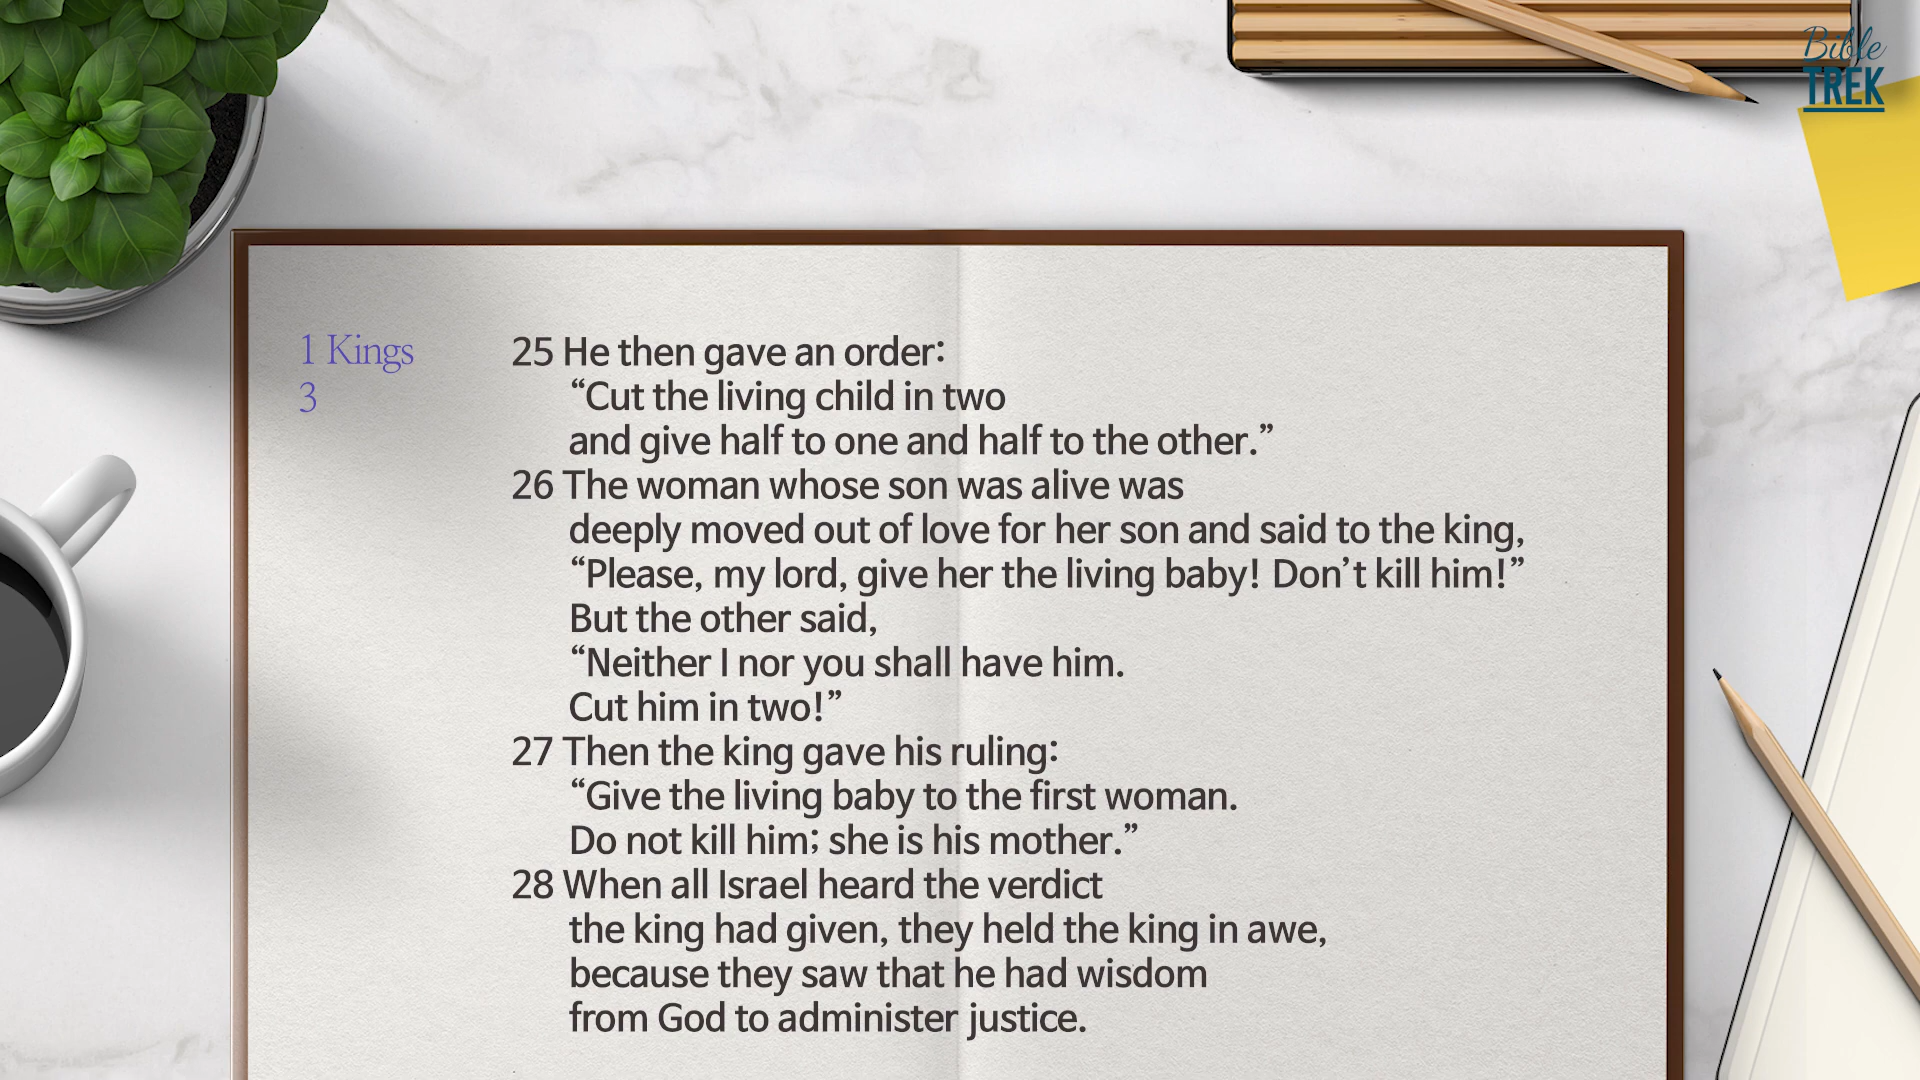 Bible
TREK
1 Kings
3
25 He then gave an order:
“Cut the living child in two
and give half to one and half to the other.”
26 The woman whose son was alive was
deeply moved out of love for her son and said to the king,
“Please, my lord, give her the living baby! Don’t kill him!”
But the other said,
“Neither I nor you shall have him.
Cut him in two!”
27 Then the king gave his ruling:
“Give the living baby to the first woman.
Do not kill him; she is his mother.”
28 When all Israel heard the verdict
the king had given, they held the king in awe,
because they saw that he had wisdom
from God to administer justice.